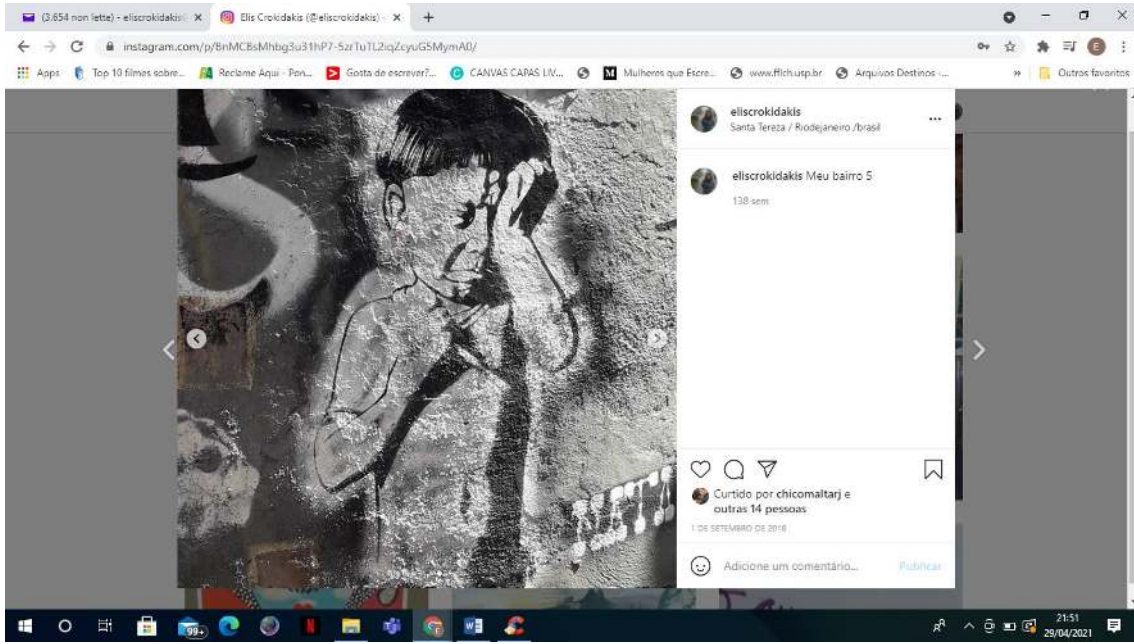 (3.654 non lette) - eliscrokidakis
Elis Crokidakis (@eliscrokidakis)
instagram.com/p/BnMCBsMhbg3u31hP7-5zrTuTL2iqZcyuG5MymA0/
Apps Top 10 filmes sobre... Reclame Aqui - Pon... Gosta de escrever?... CANVAS CAPAS LIV... Mulheres que Escre... www.fflch.usp.br Arquivos Destinos -... » Outros favoritos
eliscrokidakis
Santa Tereza / Riodejaneiro /brasil
eliscrokidakis Meu bairro 5
138 sem
Curtido por chicomaltarj e
outras 14 pessoas
1 DE SETEMBRO DE 2018
Adicione um comentário... Publicar
99+
21:51
29/04/2021